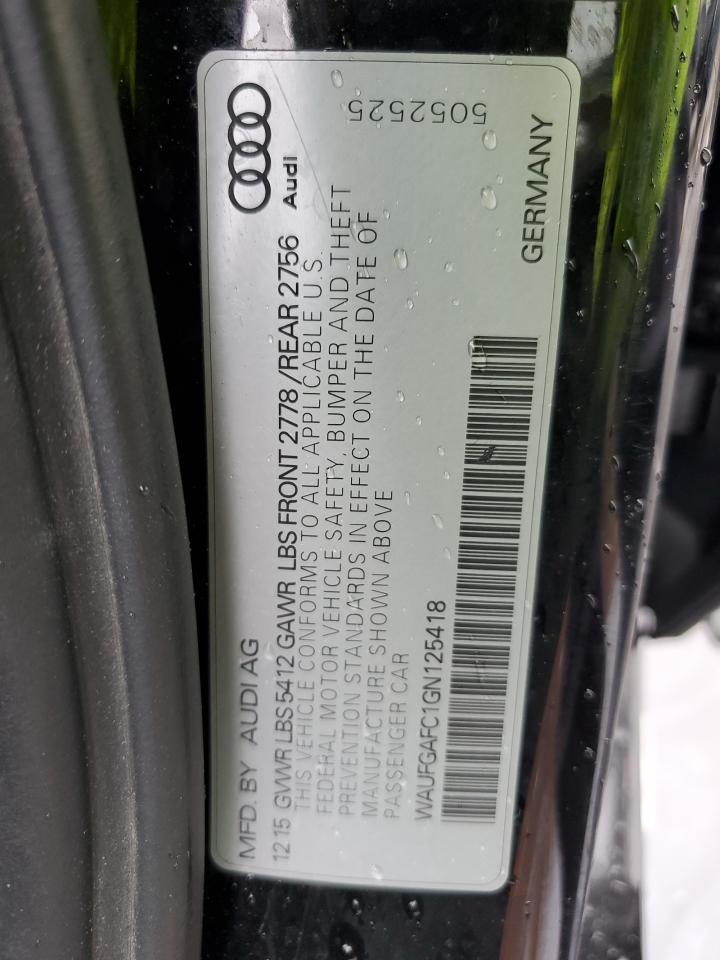 MFD. BY AUDI AG
12 15 GVWR LBS 5412 GAWR LBS FRONT 2778 / REAR 2756
THIS VEHICLE CONFORMS TO ALL APPLICABLE U.S.
FEDERAL MOTOR VEHICLE SAFETY, BUMPER AND THEFT
PREVENTION STANDARDS IN EFFECT ON THE DATE OF
MANUFACTURE SHOWN ABOVE
PASSENGER CAR
WAUFGAFC1GN125418
Audi
5052525
GERMANY